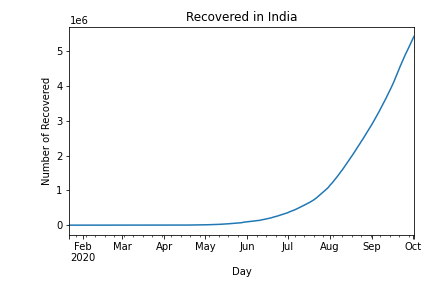 Recovered in India
1e6
5
4
3
2
1
0
Number of Recovered
Feb Mar Apr May Jun Jul Aug Sep Oct
2020
Day